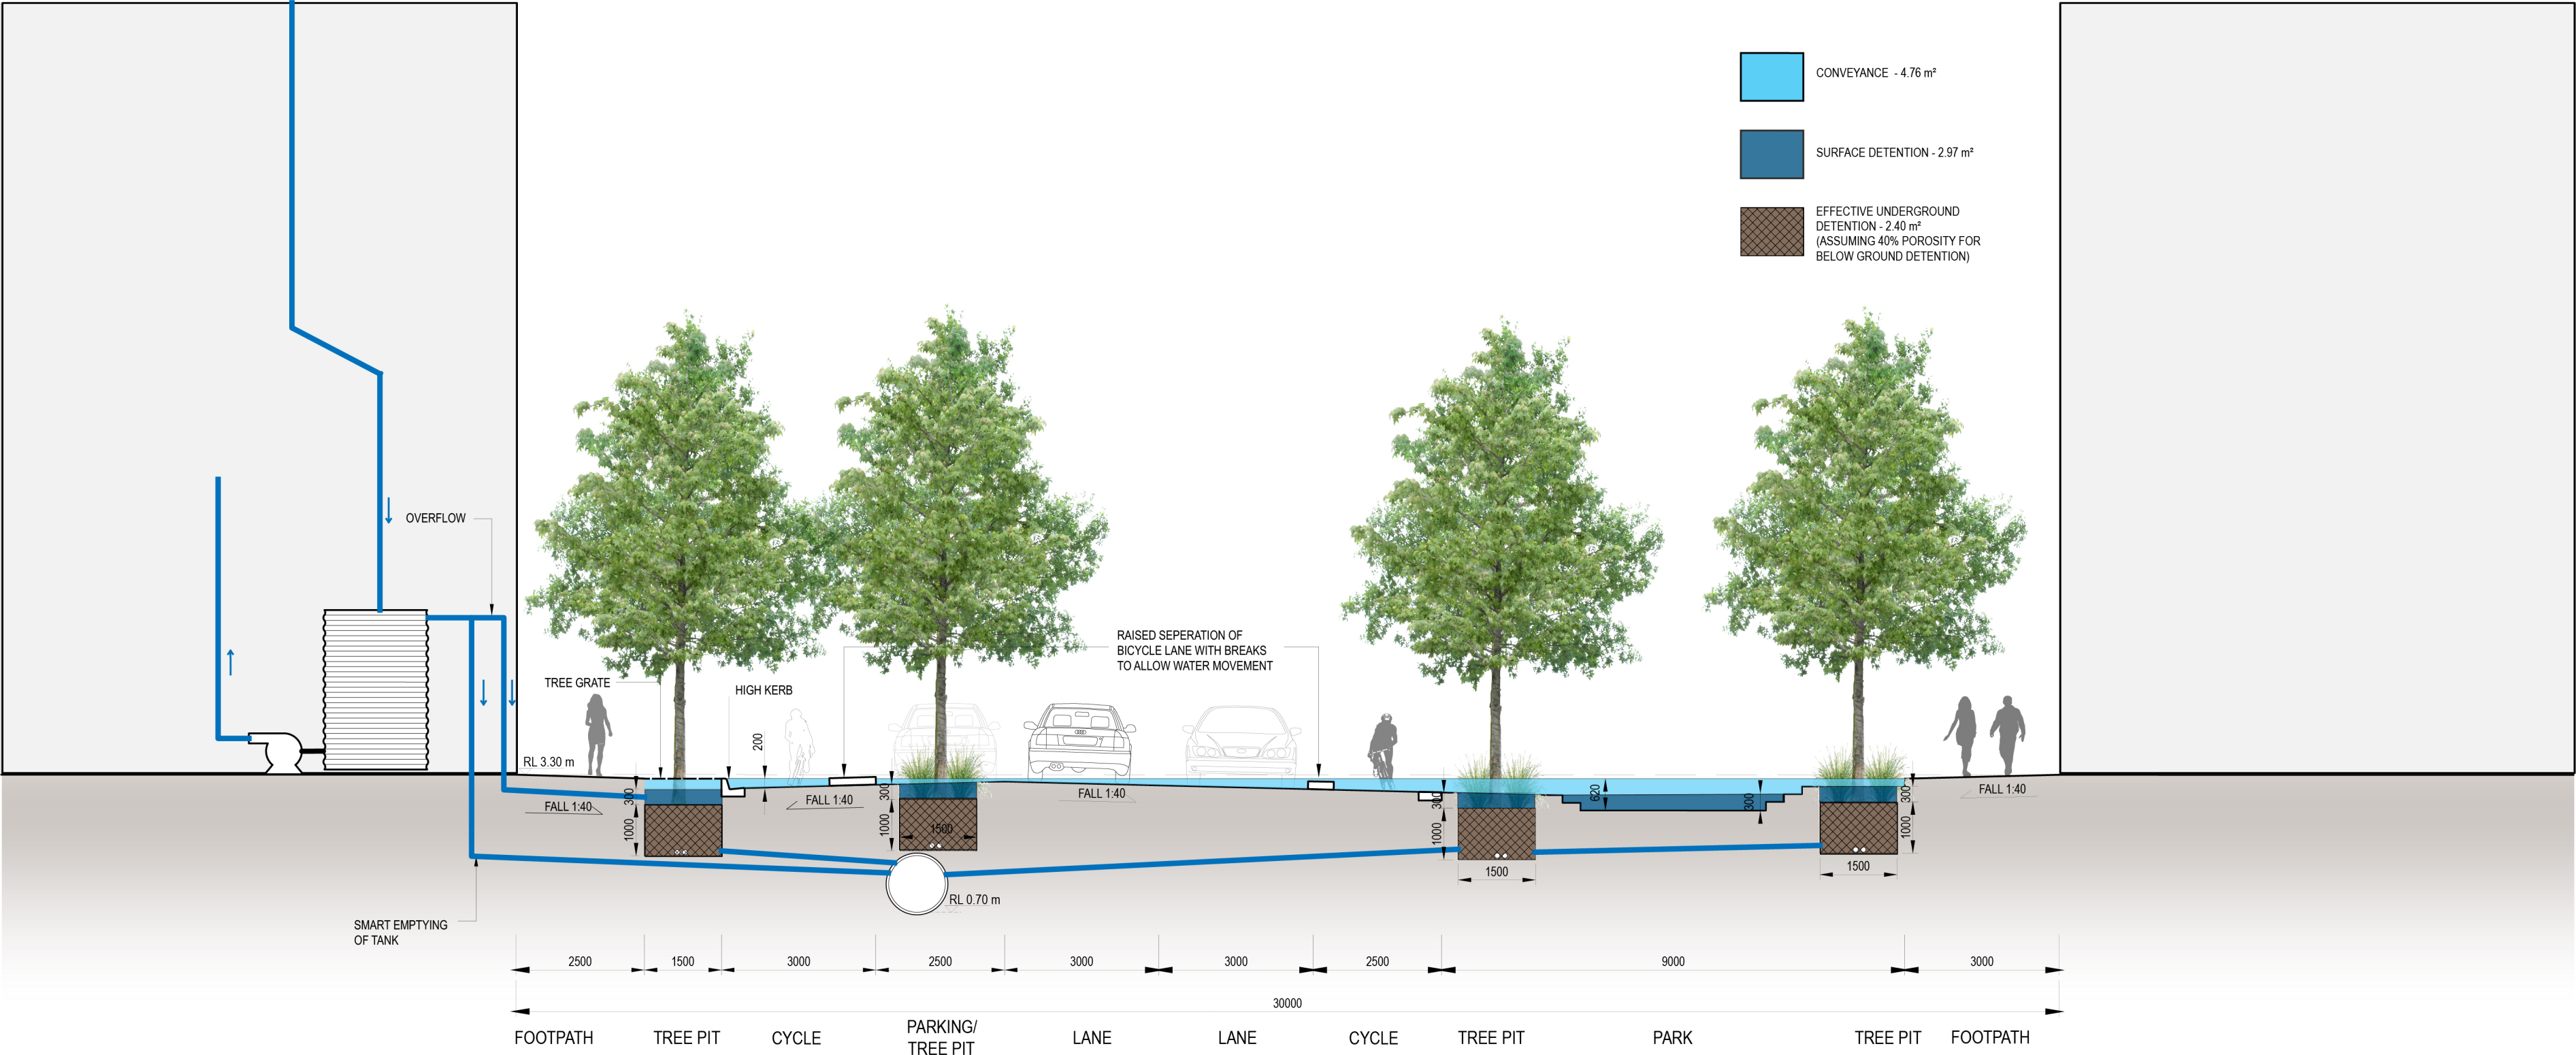 CONVEYANCE - 4.76 m²
SURFACE DETENTION - 2.97 m²
EFFECTIVE UNDERGROUND
DETENTION - 2.40 m²
(ASSUMING 40% POROSITY FOR
BELOW GROUND DETENTION)
OVERFLOW
RAISED SEPERATION OF
BICYCLE LANE WITH BREAKS
TO ALLOW WATER MOVEMENT
TREE GRATE
HIGH KERB
200
RL 3.30 m
300
FALL 1:40
1000
FALL 1:40
300
1000
1500
FALL 1:40
300
1000
1500
620
300
300
1000
1500
FALL 1:40
RL 0.70 m
SMART EMPTYING
OF TANK
2500
1500
3000
2500
3000
3000
2500
9000
3000
30000
FOOTPATH
TREE PIT
CYCLE
PARKING/
TREE PIT
LANE
LANE
CYCLE
TREE PIT
PARK
TREE PIT
FOOTPATH